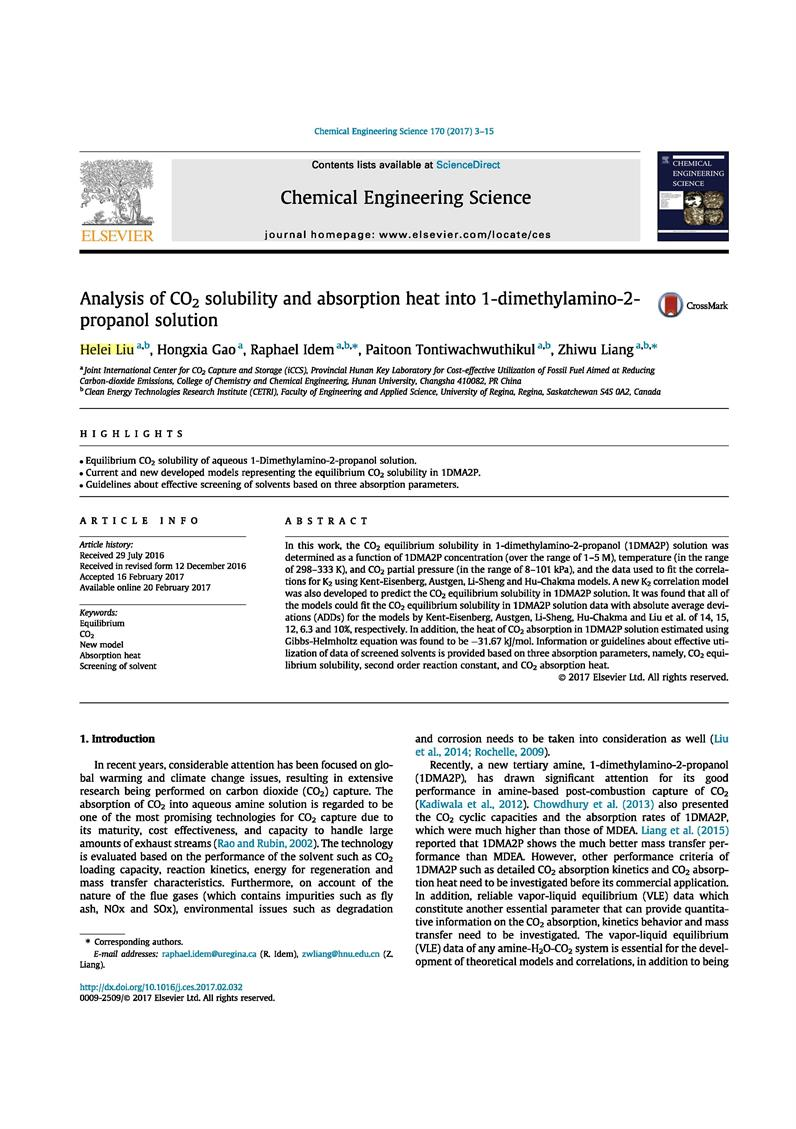 Chemical Engineering Science 170 (2017) 3–15
Contents lists available at ScienceDirect
Chemical Engineering Science
journal homepage: www.elsevier.com/locate/ces
ELSEVIER
CHEMICAL
ENGINEERING
SCIENCE
Analysis of CO2 solubility and absorption heat into 1-dimethylamino-2-
propanol solution
CrossMark
Helei Liu a,b, Hongxia Gao a, Raphael Idem a,b,*, Paitoon Tontiwachwuthikul a,b, Zhiwu Liang a,b,*
a Joint International Center for CO2 Capture and Storage (iCCS), Provincial Hunan Key Laboratory for Cost-effective Utilization of Fossil Fuel Aimed at Reducing
Carbon-dioxide Emissions, College of Chemistry and Chemical Engineering, Hunan University, Changsha 410082, PR China
b Clean Energy Technologies Research Institute (CETRI), Faculty of Engineering and Applied Science, University of Regina, Regina, Saskatchewan S4S 0A2, Canada
HIGHLIGHTS
• Equilibrium CO2 solubility of aqueous 1-Dimethylamino-2-propanol solution.
• Current and new developed models representing the equilibrium CO2 solubility in 1DMA2P.
• Guidelines about effective screening of solvents based on three absorption parameters.
ARTICLE INFO
Article history:
Received 29 July 2016
Received in revised form 12 December 2016
Accepted 16 February 2017
Available online 20 February 2017
Keywords:
Equilibrium
CO2
New model
Absorption heat
Screening of solvent
ABSTRACT
In this work, the CO2 equilibrium solubility in 1-dimethylamino-2-propanol (1DMA2P) solution was
determined as a function of 1DMA2P concentration (over the range of 1–5 M), temperature (in the range
of 298–333 K), and CO2 partial pressure (in the range of 8–101 kPa), and the data used to fit the correla-
tions for K2 using Kent-Eisenberg, Austgen, Li-Sheng and Hu-Chakma models. A new K2 correlation model
was also developed to predict the CO2 equilibrium solubility in 1DMA2P. It was found that all of
the models could fit the CO2 equilibrium solubility in 1DMA2P solution data with absolute average devi-
ations (ADDs) for the models by Kent-Eisenberg, Austgen, Li-Sheng, Hu-Chakma and Liu et al. of 14, 15,
12, 6.3 and 10%, respectively. In addition, the heat of CO2 absorption in 1DMA2P solution estimated using
Gibbs-Helmholtz equation was found to be −31.67 kJ/mol. Information or guidelines about effective uti-
lization of data of screened solvents is provided based on three absorption parameters, namely, CO2 equi-
librium solubility, second order reaction constant, and CO2 absorption heat.
© 2017 Elsevier Ltd. All rights reserved.
1. Introduction
In recent years, considerable attention has been focused on glo-
bal warming and climate change issues, resulting in extensive
research being performed on carbon dioxide (CO2) capture. The
absorption of CO2 into aqueous amine solution is regarded to be
one of the most promising technologies for CO2 capture due to
its maturity, cost effectiveness, and capacity to handle large
amounts of exhaust streams (Rao and Rubin, 2002). The technology
is evaluated based on the performance of the solvent such as CO2
loading capacity, reaction kinetics, energy for regeneration and
mass transfer characteristics. Furthermore, on account of the
nature of the flue gases (which contains impurities such as fly
ash, NOx and SOx), environmental issues such as degradation
* Corresponding authors.
E-mail addresses: raphael.idem@uregina.ca (R. Idem), zwliang@hnu.edu.cn (Z.
Liang).
http://dx.doi.org/10.1016/j.ces.2017.02.032
0009-2509/© 2017 Elsevier Ltd. All rights reserved.
and corrosion needs to be taken into consideration as well (Liu
et al., 2014; Rochelle, 2009).
Recently, a new tertiary amine, 1-dimethylamino-2-propanol
(1DMA2P), has drawn significant attention for its good
performance in amine-based post-combustion capture of CO2
(Kadiwala et al., 2012). Chowdhury et al. (2013) also presented
the CO2 cyclic capacities and the absorption rates of 1DMA2P,
which were much higher than those of MDEA. Liang et al. (2015)
reported that 1DMA2P shows the much better mass transfer per-
formance than MDEA. However, other performance criteria of
1DMA2P such as detailed CO2 absorption kinetics and CO2 absorp-
tion heat need to be investigated before its commercial application.
In addition, reliable vapor-liquid equilibrium (VLE) data which
constitute another essential parameter that can provide quantita-
tive information on the CO2 absorption, kinetics behavior and mass
transfer need to be investigated. The vapor-liquid equilibrium
(VLE) data of any amine-H2O-CO2 system is essential for the devel-
opment of theoretical models and correlations, in addition to being